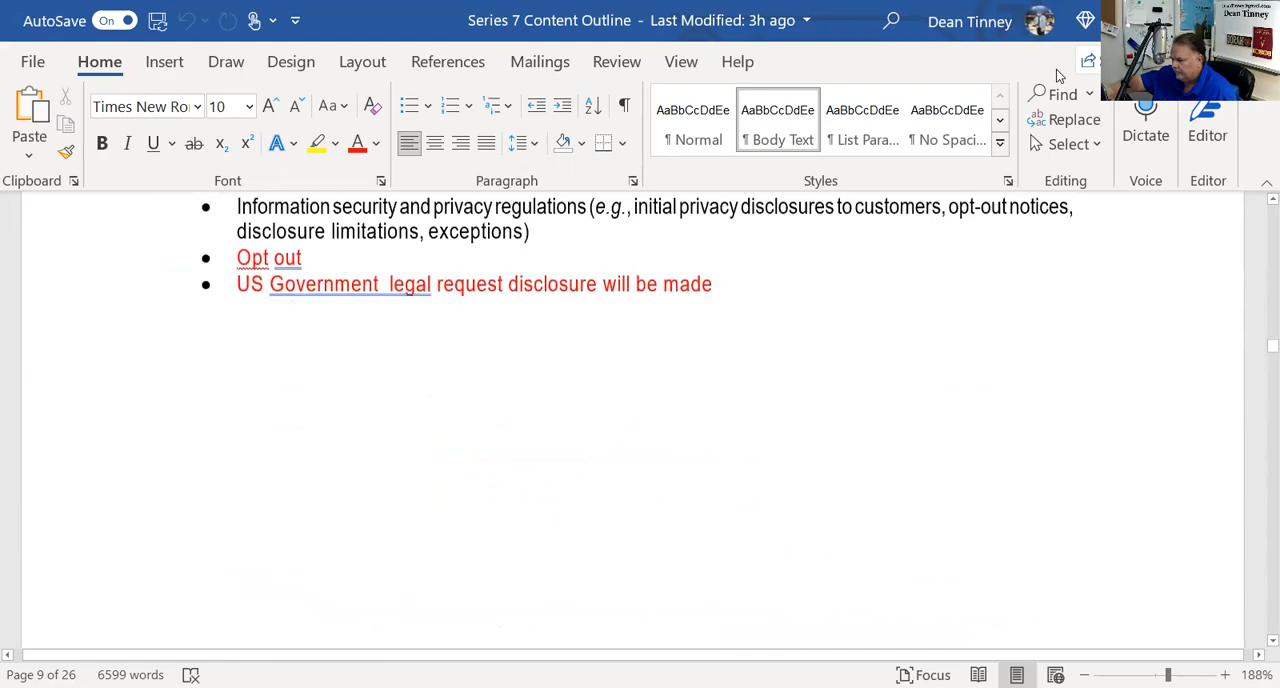 AutoSave On Series 7 Content Outline - Last Modified: 3h ago Dean Tinney
Dean Tinney
File Home Insert Draw Design Layout References Mailings Review View Help
Paste
Clipboard
Times New Ro 10
Font
Paragraph
AaBbCcDdEe AaBbCcDdEe AaBbCcDdEe AaBbCcDdEe
¶ Normal ¶ Body Text ¶ List Para... ¶ No Spaci...
Styles
Find
Replace
Select
Editing
Dictate
Voice
Editor
Editor
• Information security and privacy regulations (e.g., initial privacy disclosures to customers, opt-out notices,
disclosure limitations, exceptions)
• Opt out
• US Government legal request disclosure will be made
Page 9 of 26 6599 words Focus 188%